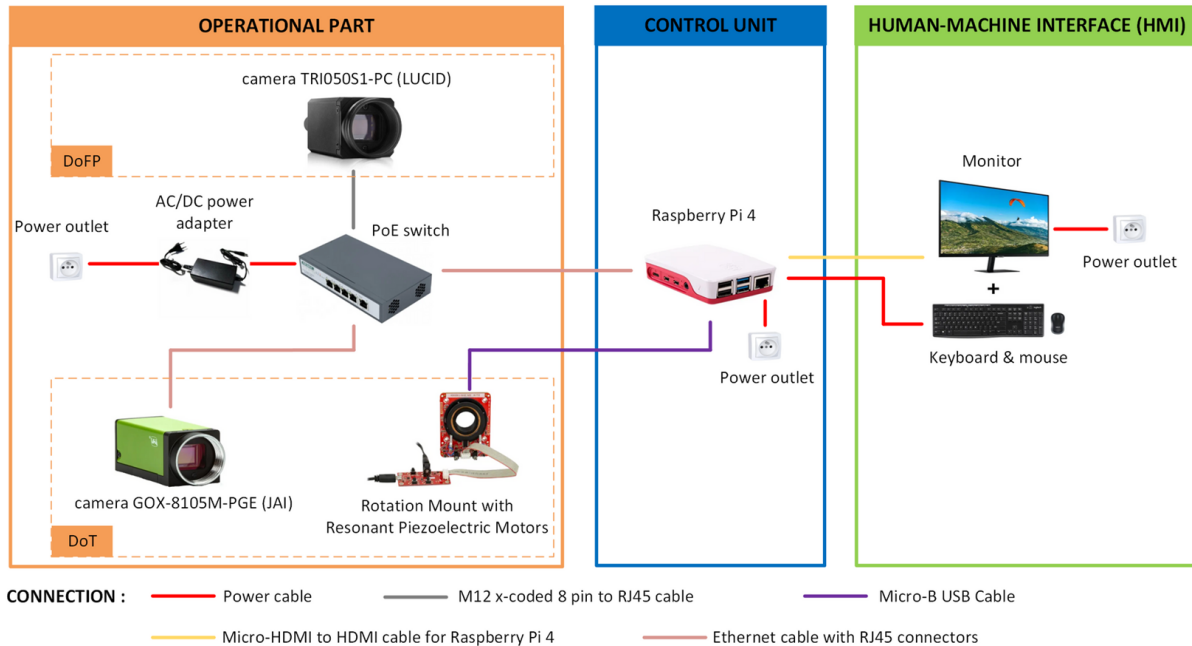 OPERATIONAL PART
CONTROL UNIT
HUMAN-MACHINE INTERFACE (HMI)
camera TRI050S1-PC (LUCID)
DoFP
AC/DC power
adapter
Power outlet
PoE switch
Raspberry Pi 4
Monitor
Power outlet
+
Keyboard & mouse
Power outlet
camera GOX-8105M-PGE (JAI)
Rotation Mount with
Resonant Piezoelectric Motors
DoT
CONNECTION :
Power cable
M12 x-coded 8 pin to RJ45 cable
Micro-B USB Cable
Micro-HDMI to HDMI cable for Raspberry Pi 4
Ethernet cable with RJ45 connectors